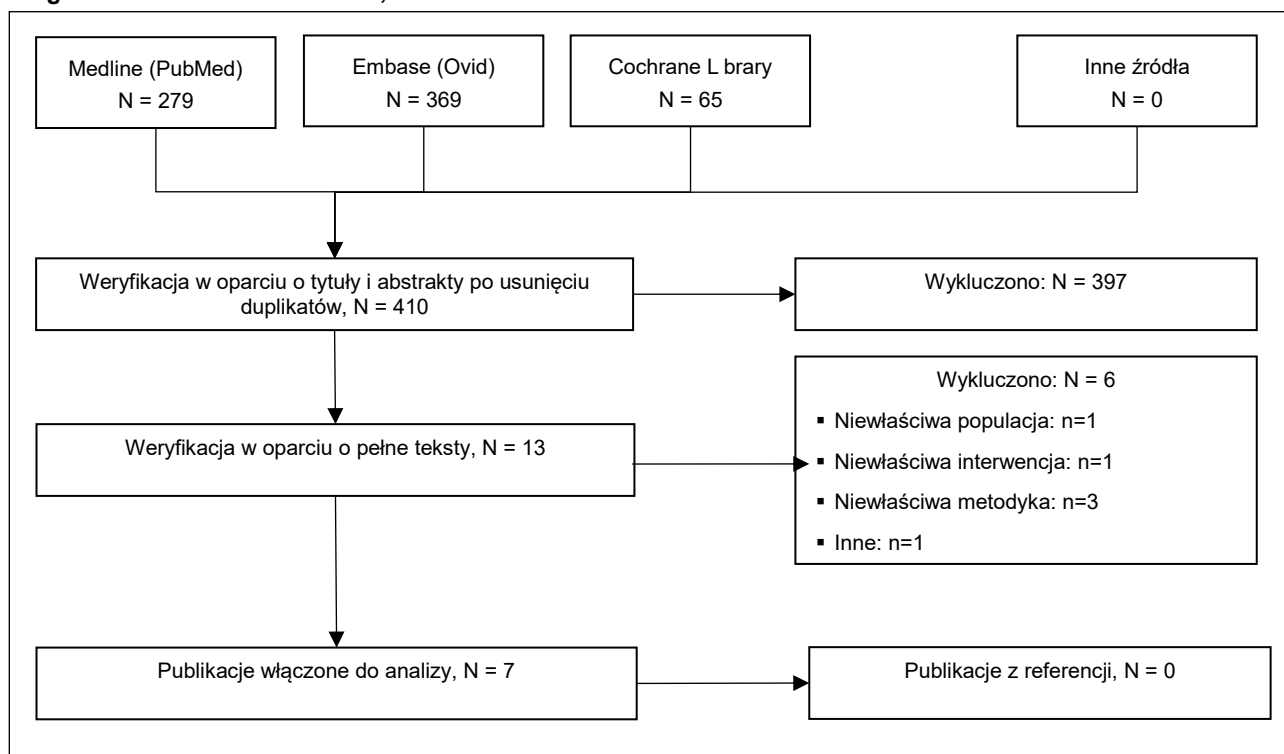 Medline (PubMed)
N = 279
Embase (Ovid)
N = 369
Cochrane L brary
N = 65
Inne źródła
N = 0
Weryfikacja w oparciu o tytuły i abstrakty po usunięciu
duplikatów, N = 410
Wykluczono: N = 397
Weryfikacja w oparciu o pełne teksty, N = 13
Wykluczono: N = 6
▪ Niewłaściwa populacja: n=1
▪ Niewłaściwa interwencja: n=1
▪ Niewłaściwa metodyka: n=3
▪ Inne: n=1
Publikacje włączone do analizy, N = 7
Publikacje z referencji, N = 0